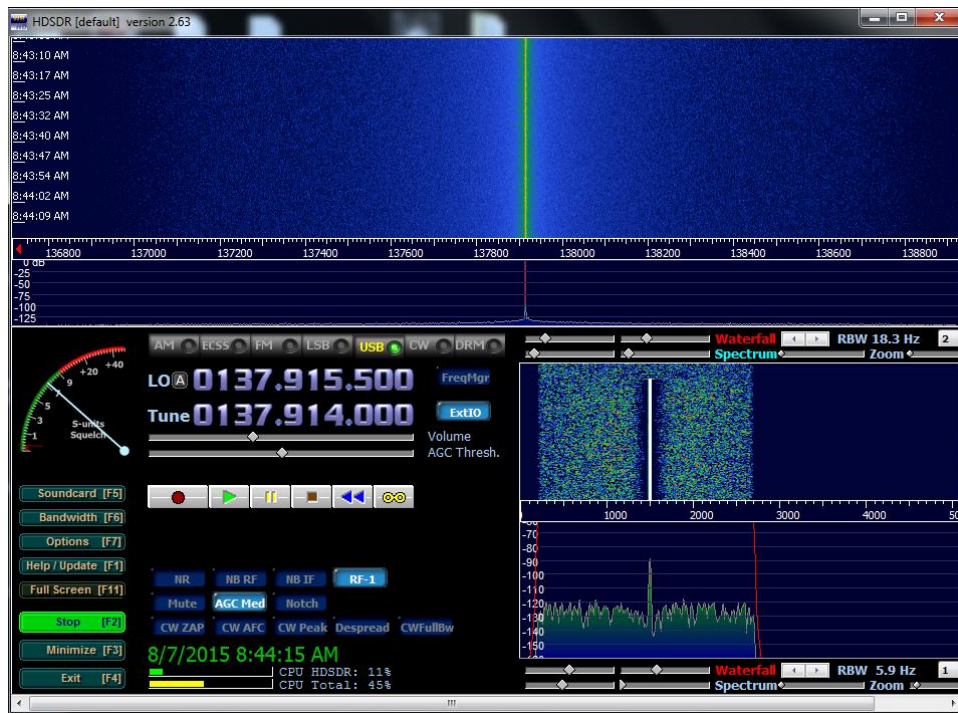 HDSDR [default] version 2.63
8:43:10 AM
8:43:17 AM
8:43:25 AM
8:43:32 AM
8:43:40 AM
8:43:47 AM
8:43:54 AM
8:44:02 AM
8:44:09 AM
136800 137000 137200 137400 137600 137800 138000 138200 138400 138600 138800
0 dB
-25
-50
-75
-100
-125
AM ECSS FM LSB USB CW DRM
Waterfall RBW 18.3 Hz 2
Spectrum Zoom
+20 +40
9
5
3
1
S-units
Squelch
LO A 0137.915.500 FreqMgr
Tune 0137.914.000 ExtIO
Volume
AGC Thresh.
1000 2000 3000 4000
-70
-80
-90
-100
-110
-120
-130
-140
-150
Soundcard [F5]
Bandwidth [F6]
Options [F7]
Help / Update [F1]
Full Screen [F11]
Stop [F2]
Minimize [F3]
Exit [F4]
NR NB RF NB IF RF-1
Mute AGC Med Notch
CW ZAP CW AFC CW Peak Despread CWFullBw
8/7/2015 8:44:15 AM
CPU HDSDR: 11%
CPU Total: 45%
Waterfall RBW 5.9 Hz 1
Spectrum Zoom